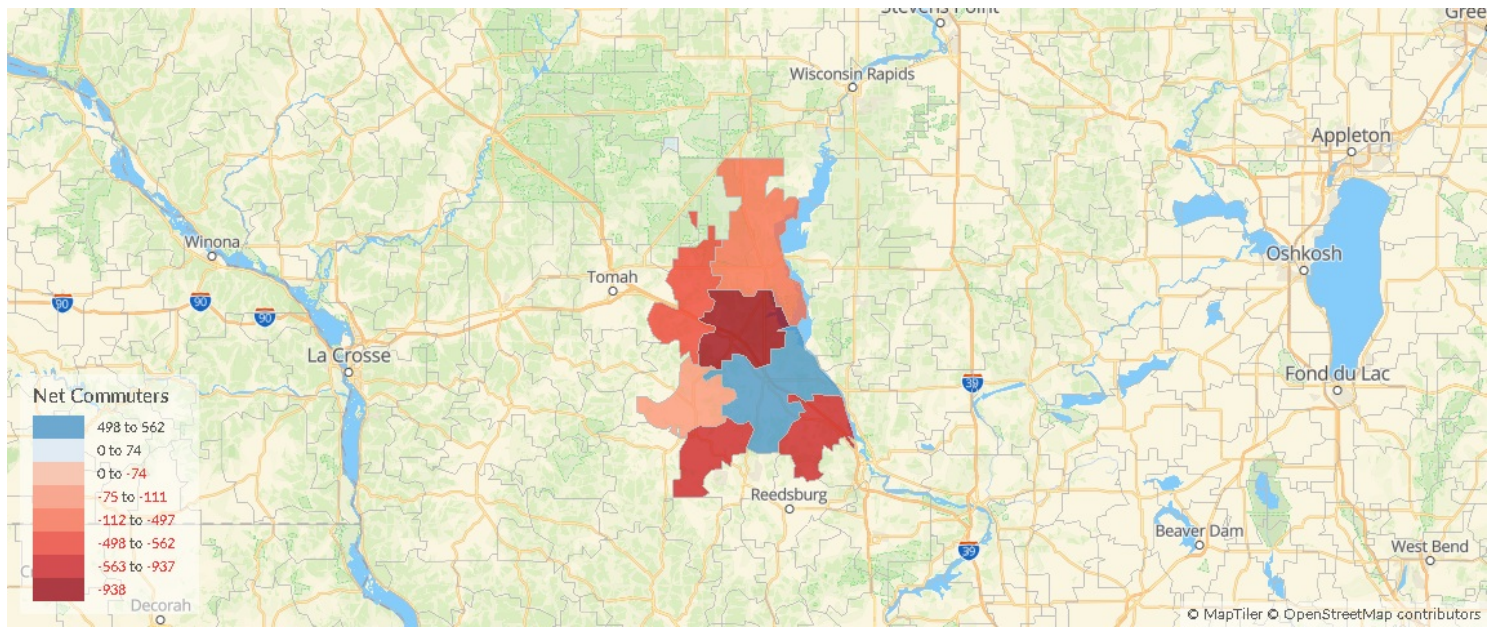 Stevens Point
Gree
Wisconsin Rapids
Appleton
Winona
Oshkosh
Tomah
90
90
90
La Crosse
39
Fond du Lac
Net Commuters
498 to 562
0 to 74
0 to -74
-75 to -111
-112 to -497
-498 to -562
-563 to -937
-938
Reedsburg
Beaver Dam
39
West Bend
Decorah
© MapTiler © OpenStreetMap contributors